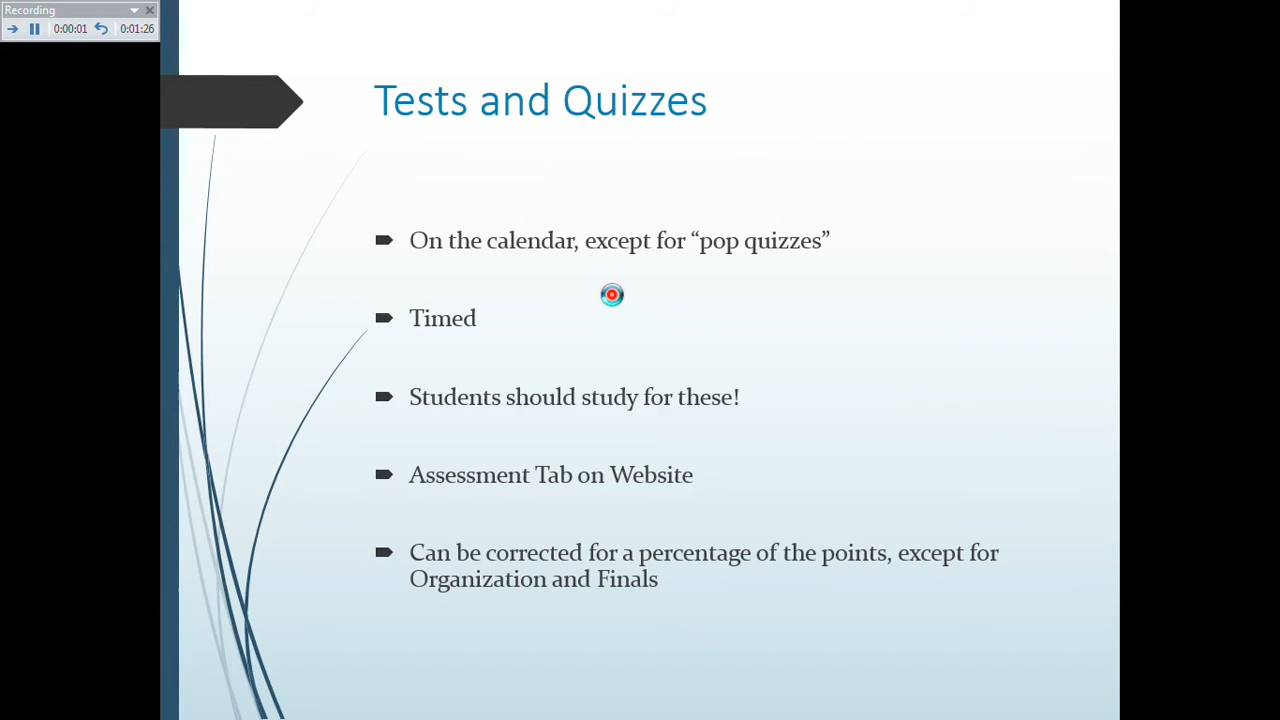 Recording
0:00:01 0:01:26
Tests and Quizzes
On the calendar, except for “pop quizzes”
Timed
Students should study for these!
Assessment Tab on Website
Can be corrected for a percentage of the points, except for
Organization and Finals